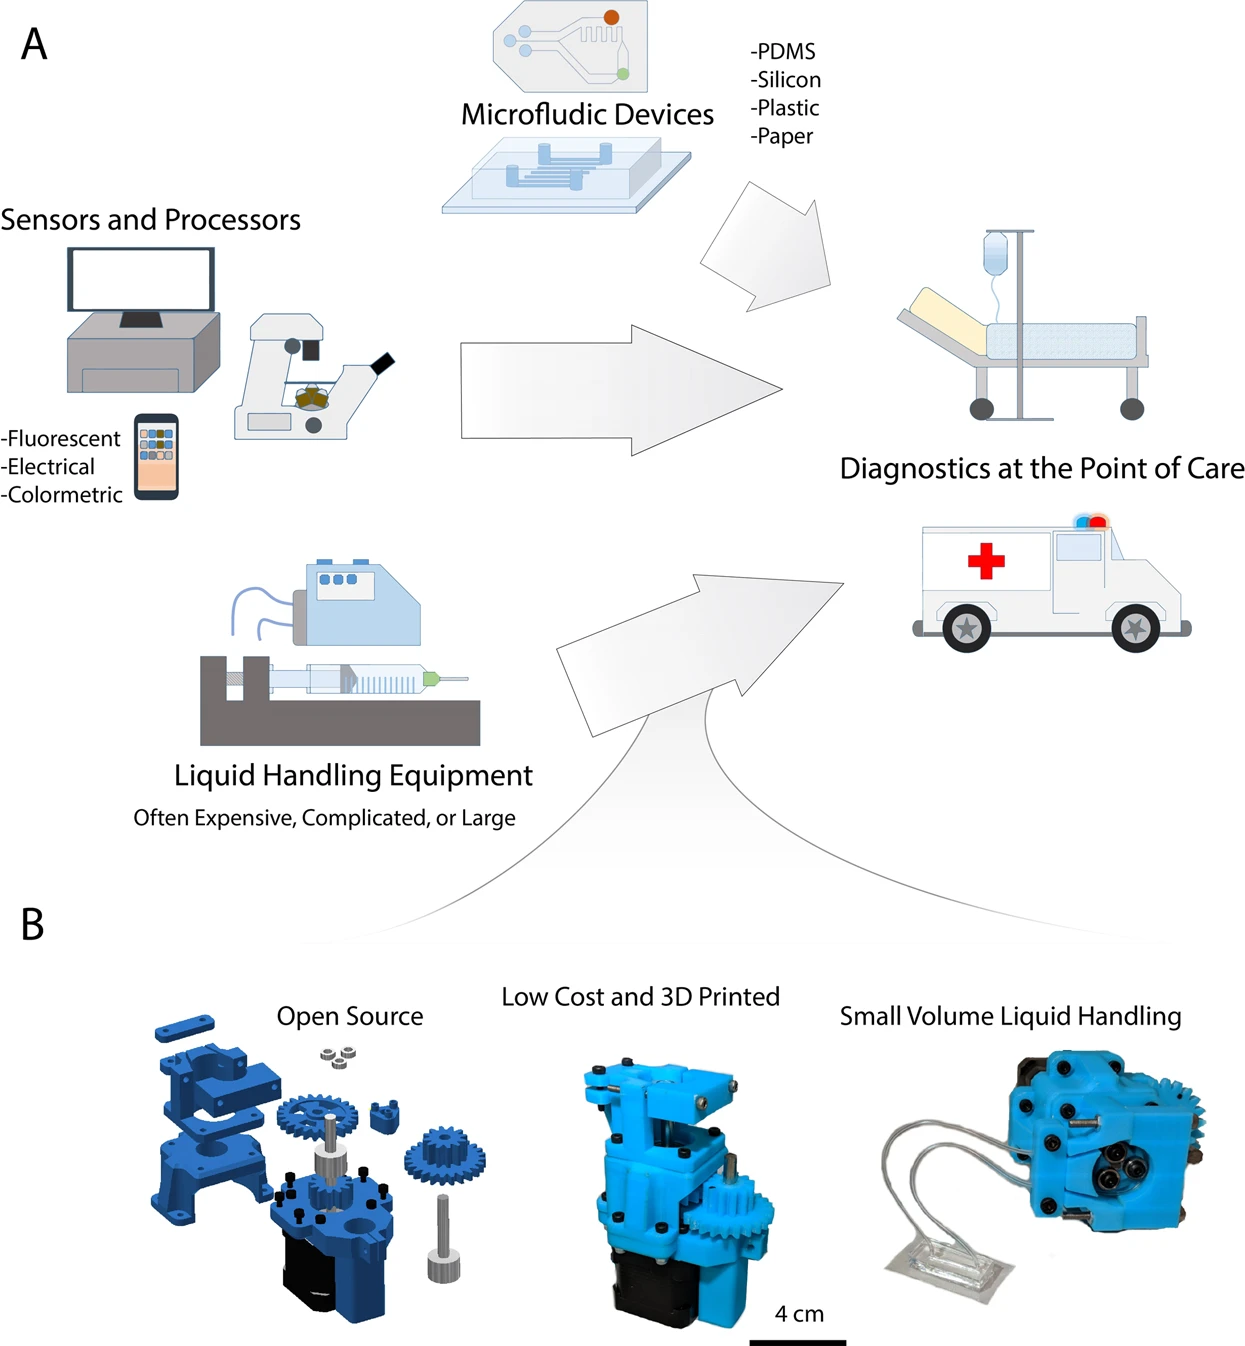 A
Microfludic Devices
-PDMS
-Silicon
-Plastic
-Paper
Sensors and Processors
-Fluorescent
-Electrical
-Colormetric
Diagnostics at the Point of Care
Liquid Handling Equipment
Often Expensive, Complicated, or Large
B
Open Source
Low Cost and 3D Printed
Small Volume Liquid Handling
4 cm